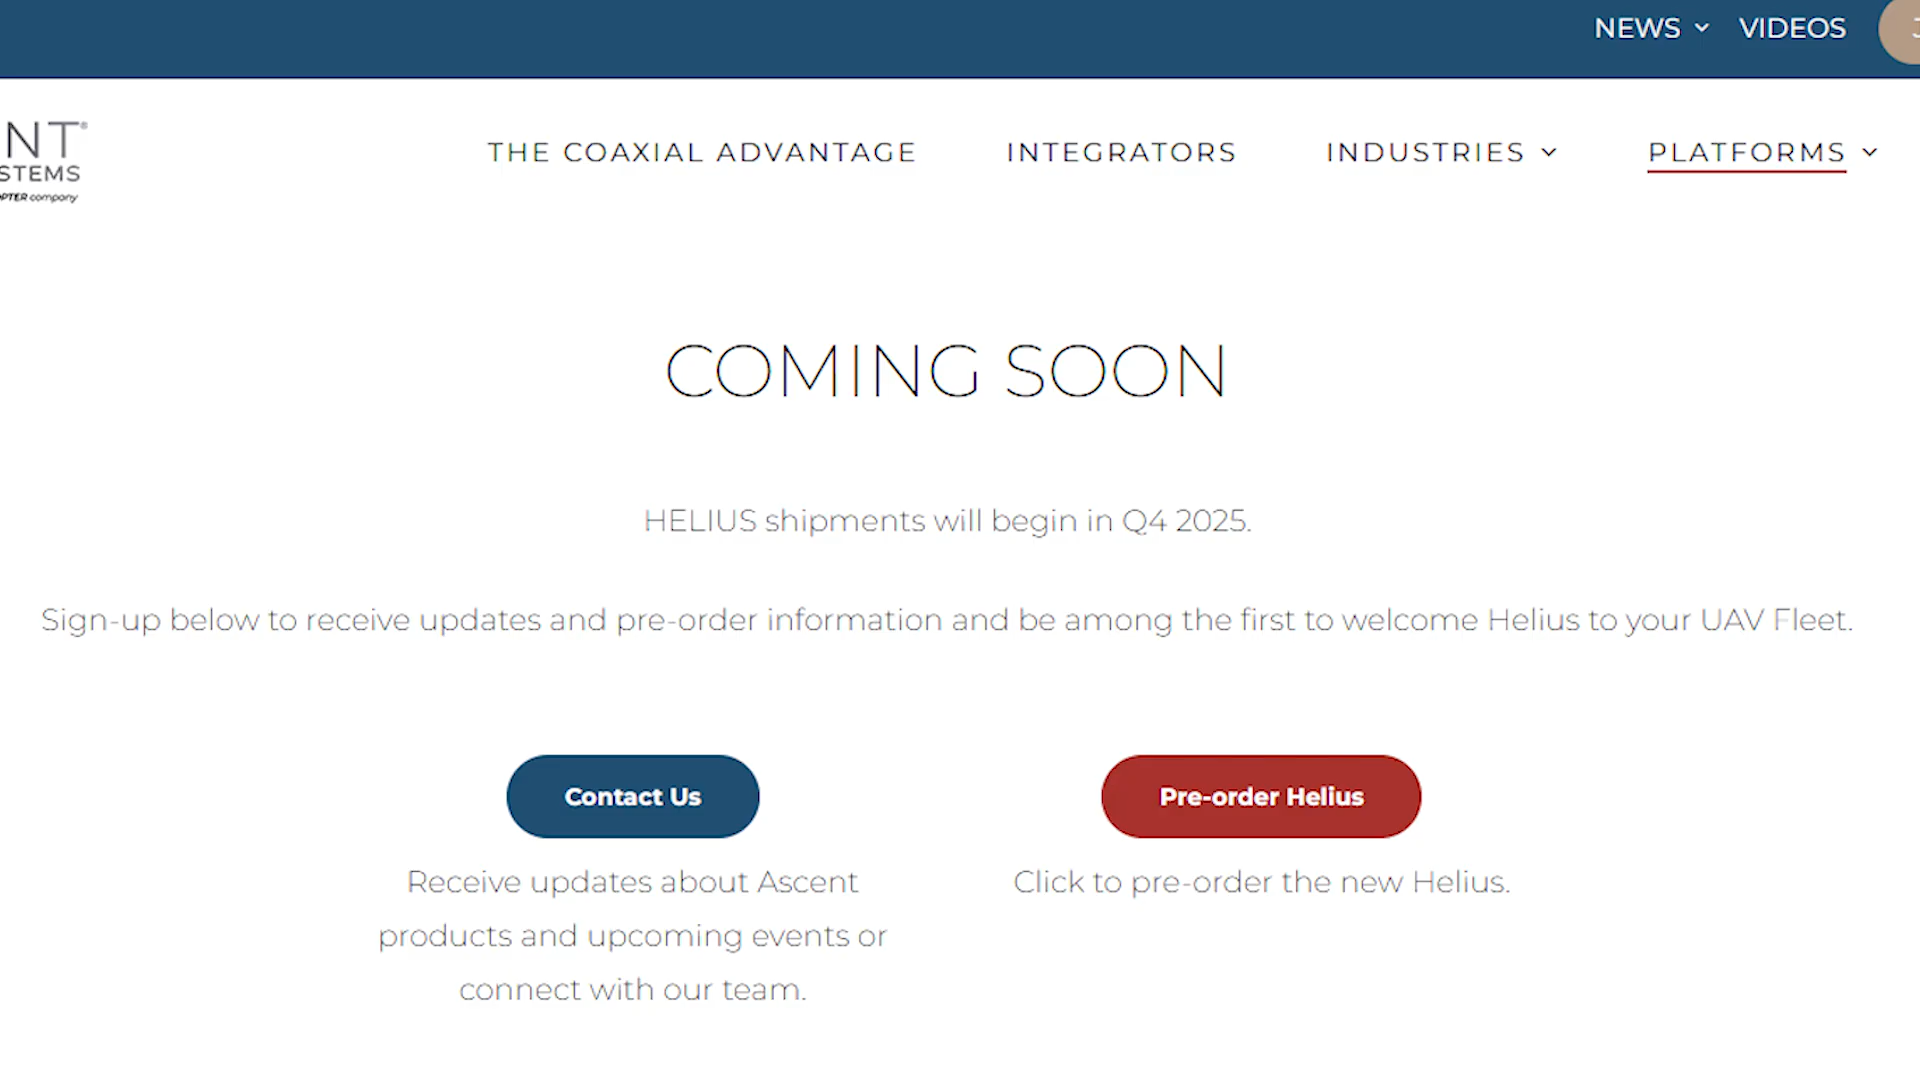 NEWS VIDEOS
NT®
STEMS
PTER company
THE COAXIAL ADVANTAGE INTEGRATORS INDUSTRIES PLATFORMS
COMING SOON
HELIUS shipments will begin in Q4 2025.
Sign-up below to receive updates and pre-order information and be among the first to welcome Helius to your UAV Fleet.
Contact Us
Receive updates about Ascent
products and upcoming events or
connect with our team.
Pre-order Helius
Click to pre-order the new Helius.